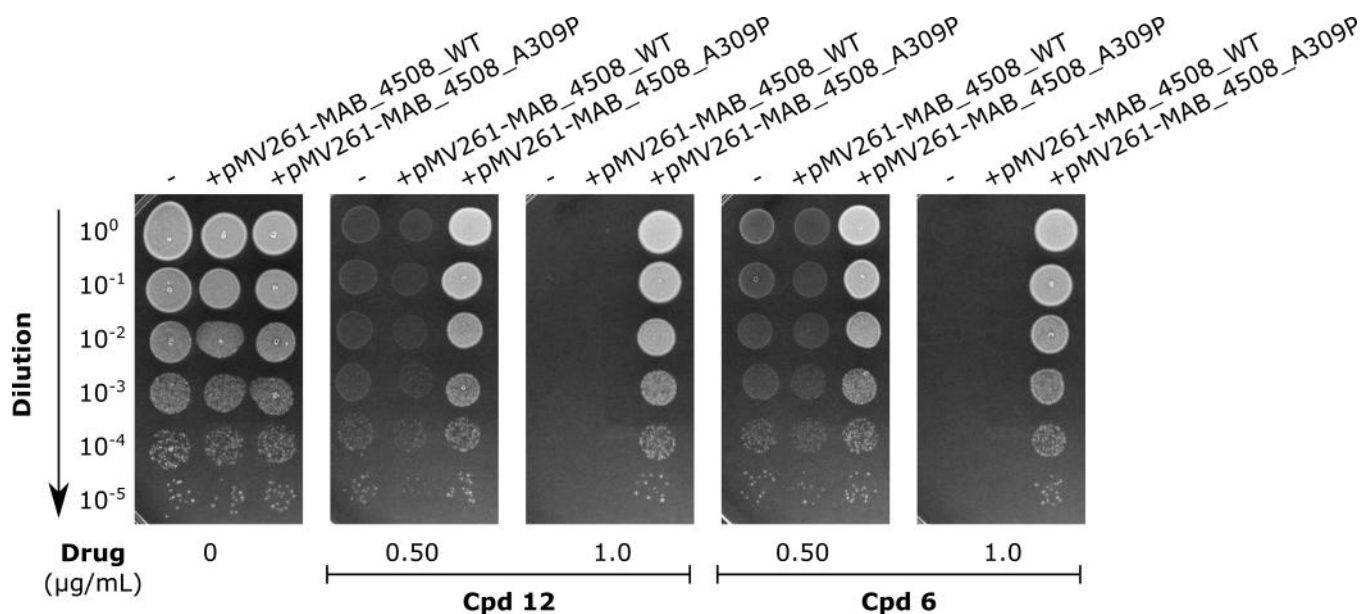 - +pMV261-MAB_4508_WT +pMV261-MAB_4508_A309P
- +pMV261-MAB_4508_WT +pMV261-MAB_4508_A309P
- +pMV261-MAB_4508_WT +pMV261-MAB_4508_A309P
- +pMV261-MAB_4508_WT +pMV261-MAB_4508_A309P
- +pMV261-MAB_4508_WT +pMV261-MAB_4508_A309P
Dilution
10⁰
10⁻¹
10⁻²
10⁻³
10⁻⁴
10⁻⁵
Drug 0 0.50 1.0 0.50 1.0
(µg/mL)
Cpd 12 Cpd 6